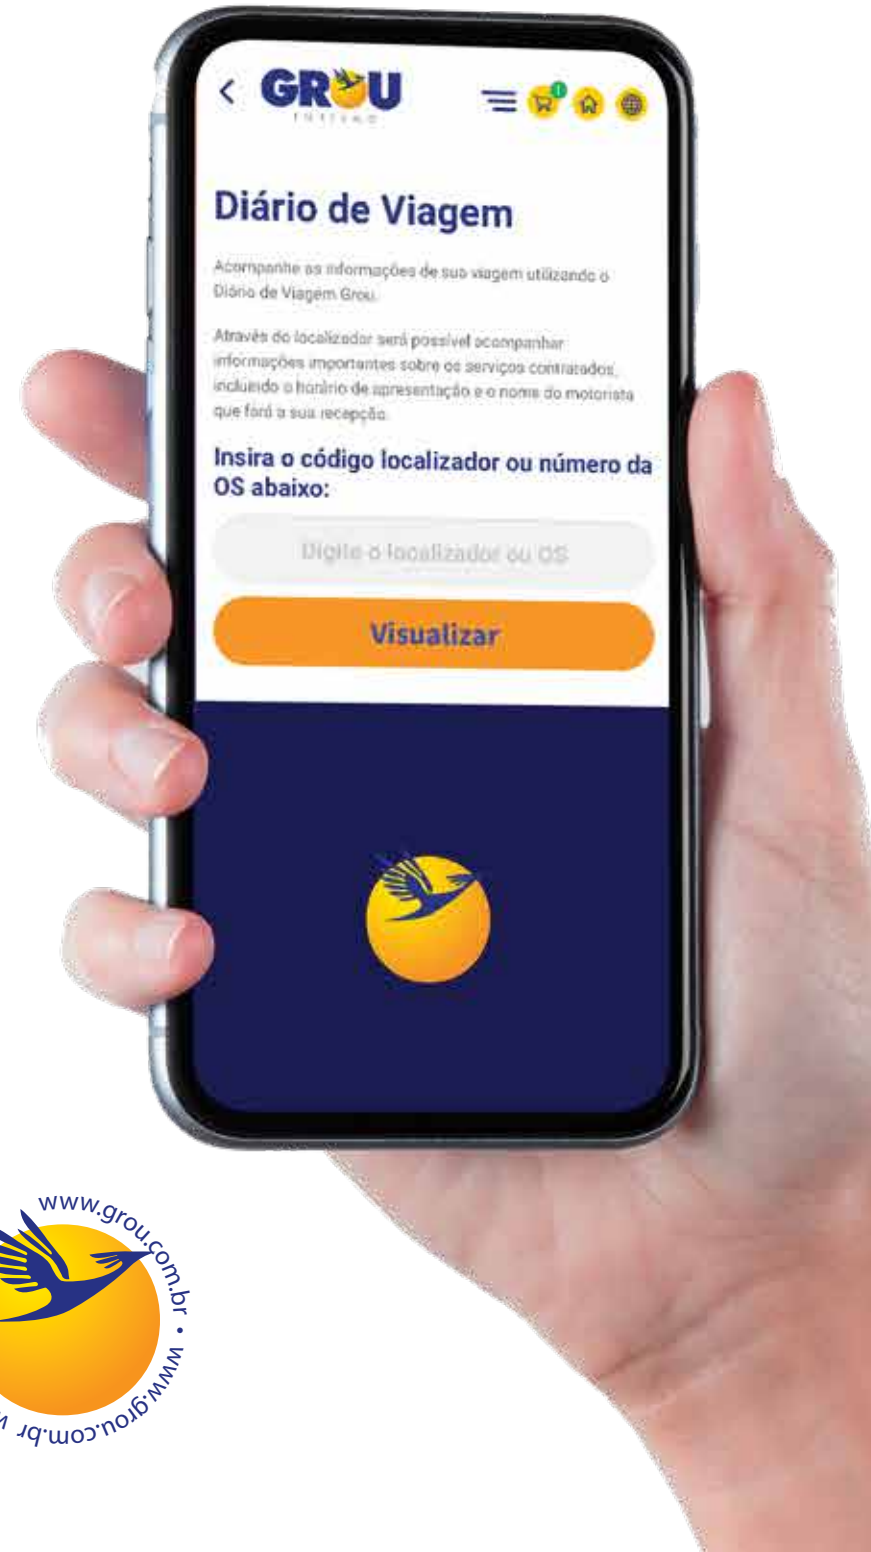 GROU
TURISMO
1
Diário de Viagem
Acompanhe as informações de sua viagem utilizando o
Diário de Viagem Grou.
Através do localizador será possível acompanhar
informações importantes sobre os serviços contratados,
incluindo o horário de apresentação e o nome do motorista
que fará a sua recepção.
Insira o código localizador ou número da
OS abaixo:
Digite o localizador ou OS
Visualizar
www.grou.com.br • www.grou.com.br